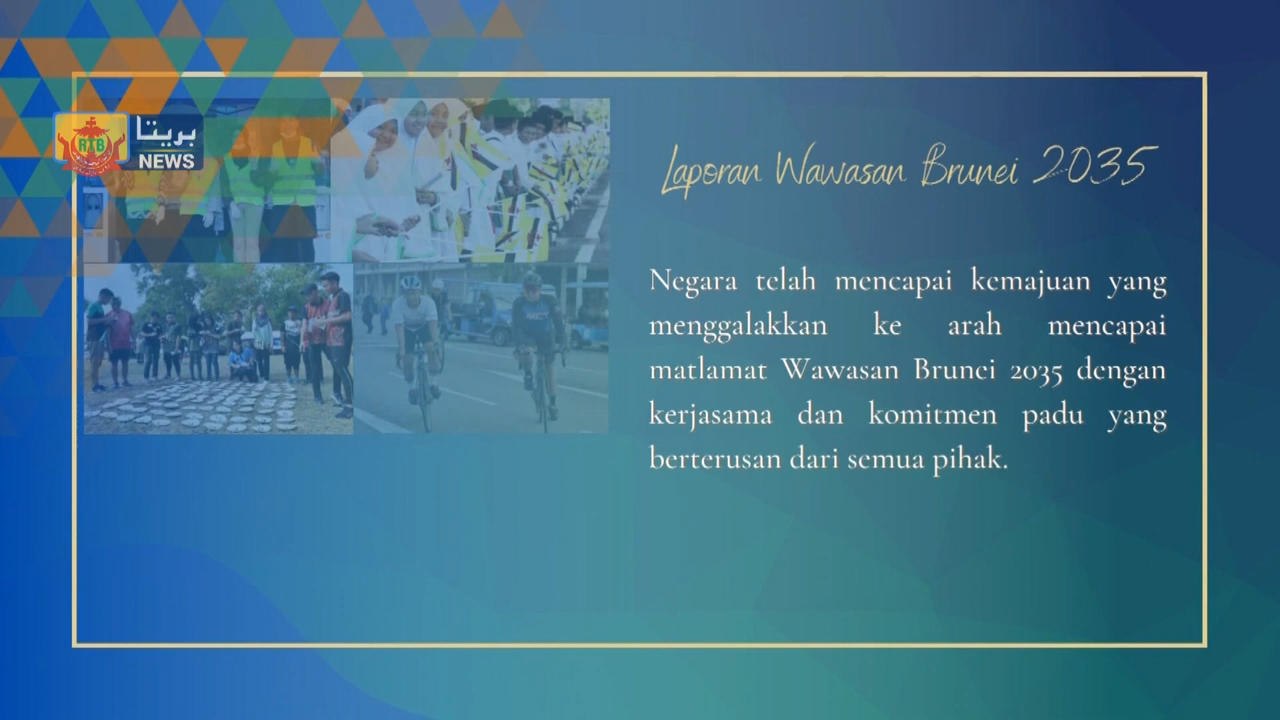 بريتا
RTB
NEWS
Laporan Wawasan Brunei 2035
Negara telah mencapai kemajuan yang
menggalakkan ke arah mencapai
matlamat Wawasan Brunei 2035 dengan
kerjasama dan komitmen padu yang
berterusan dari semua pihak.